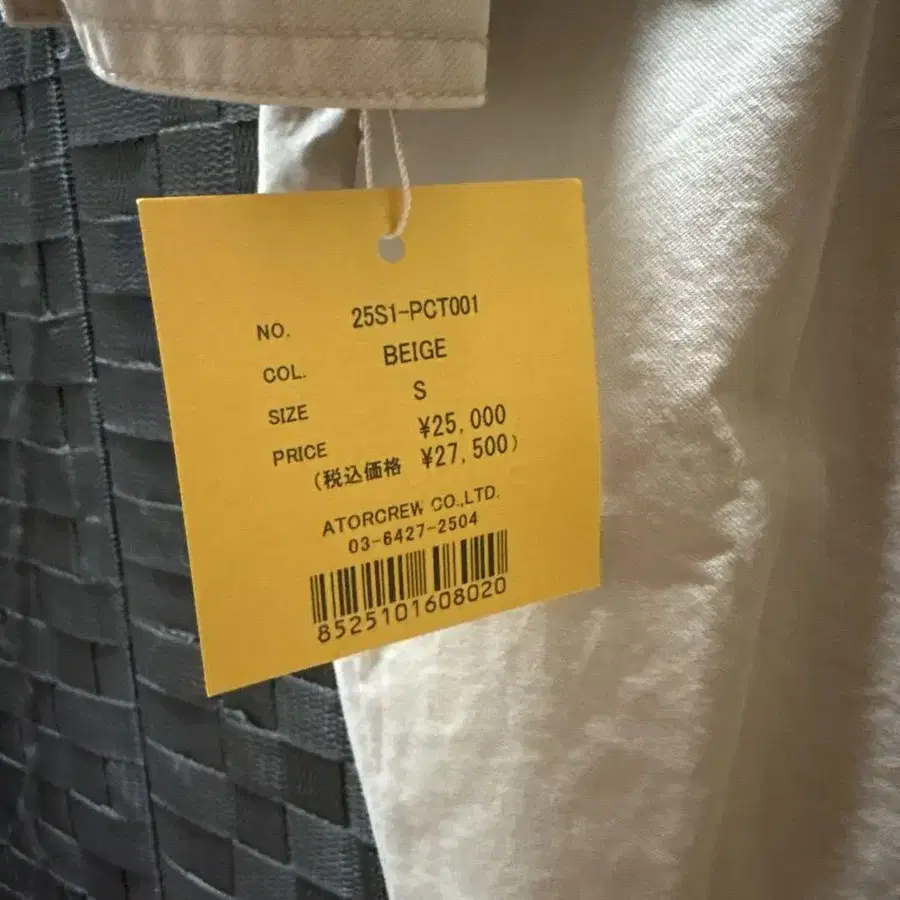 NO. 25S1-PCT001
COL. BEIGE
SIZE S
PRICE ¥25,000
(税込価格 ¥27,500)
ATORCREW CO.,LTD.
03-6427-2504
8525101608020